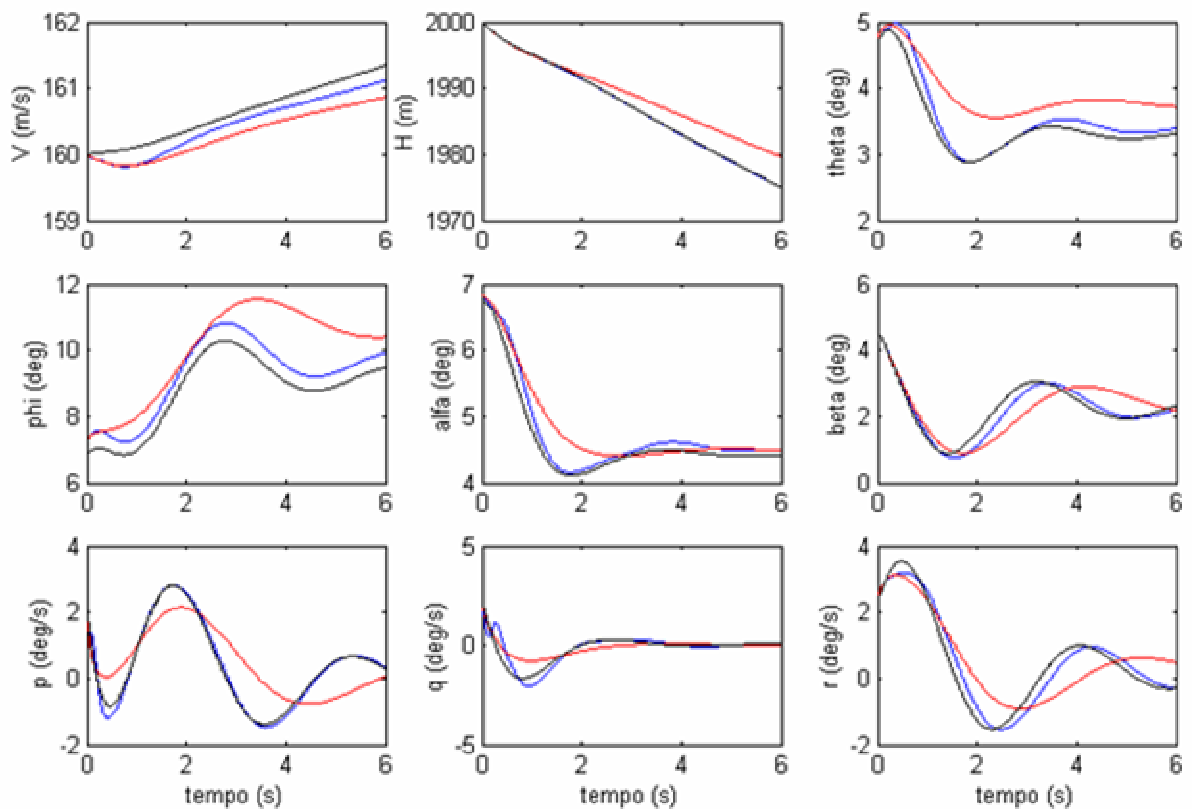 162
161
160
159
V (m/s)
0 2 4 6
2000
1990
1980
1970
H (m)
0 2 4 6
5
4
3
2
theta (deg)
0 2 4 6
12
10
8
6
phi (deg)
0 2 4 6
7
6
5
4
alfa (deg)
0 2 4 6
6
4
2
0
beta (deg)
0 2 4 6
4
2
0
-2
p (deg/s)
0 2 4 6
tempo (s)
5
0
-5
q (deg/s)
0 2 4 6
tempo (s)
4
2
0
-2
r (deg/s)
0 2 4 6
tempo (s)